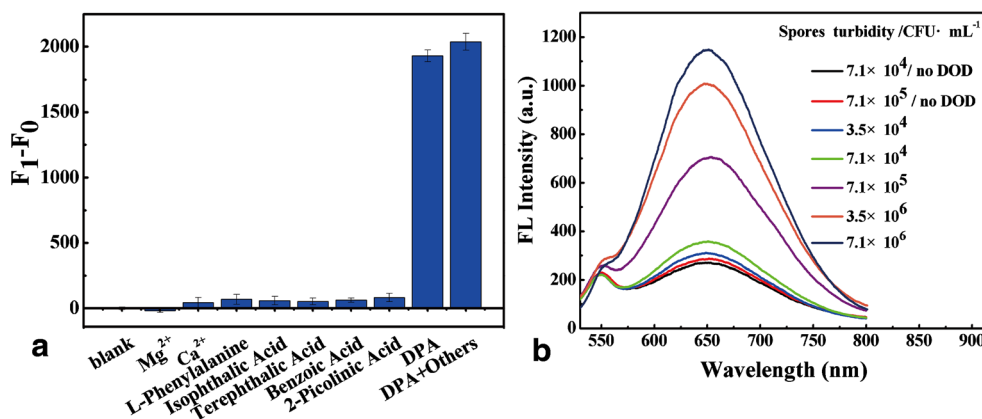 2000
1500
1000
500
0
F₁-F₀
blank
Mg²⁺
Ca²⁺
L-Phenylalanine
Isophthalic Acid
Terephthalic Acid
Benzoic Acid
2-Picolinic Acid
DPA
DPA+Others
a
Spores turbidity /CFU· mL⁻¹
7.1× 10⁴/ no DOD
7.1× 10⁵ / no DOD
3.5× 10⁴
7.1× 10⁴
7.1× 10⁵
3.5× 10⁶
7.1× 10⁶
1200
1000
800
600
400
200
0
FL Intensity (a.u.)
550 600 650 700 750 800
Wavelength (nm)
b